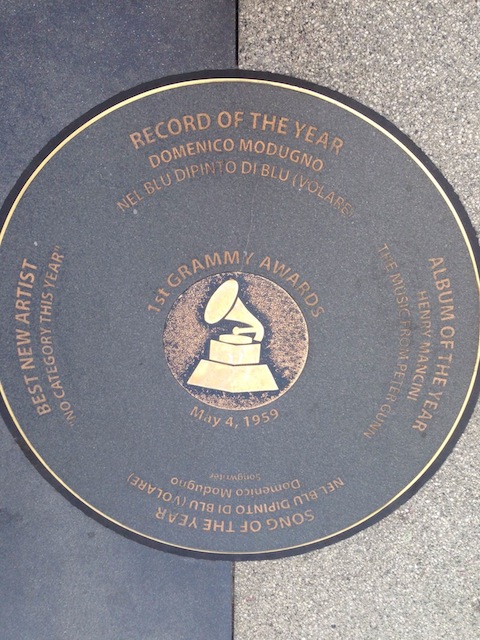 RECORD OF THE YEAR
DOMENICO MODUGNO
NEL BLU DIPINTO DI BLU (VOLARE)
ALBUM OF THE YEAR
HENRY MANCINI
THE MUSIC FROM PETER GUNN
SONG OF THE YEAR
NEL BLU DIPINTO DI BLU (VOLARE)
Domenico Modugno
Songwriter
BEST NEW ARTIST
"NO CATEGORY THIS YEAR"
1st GRAMMY AWARDS
May 4, 1959